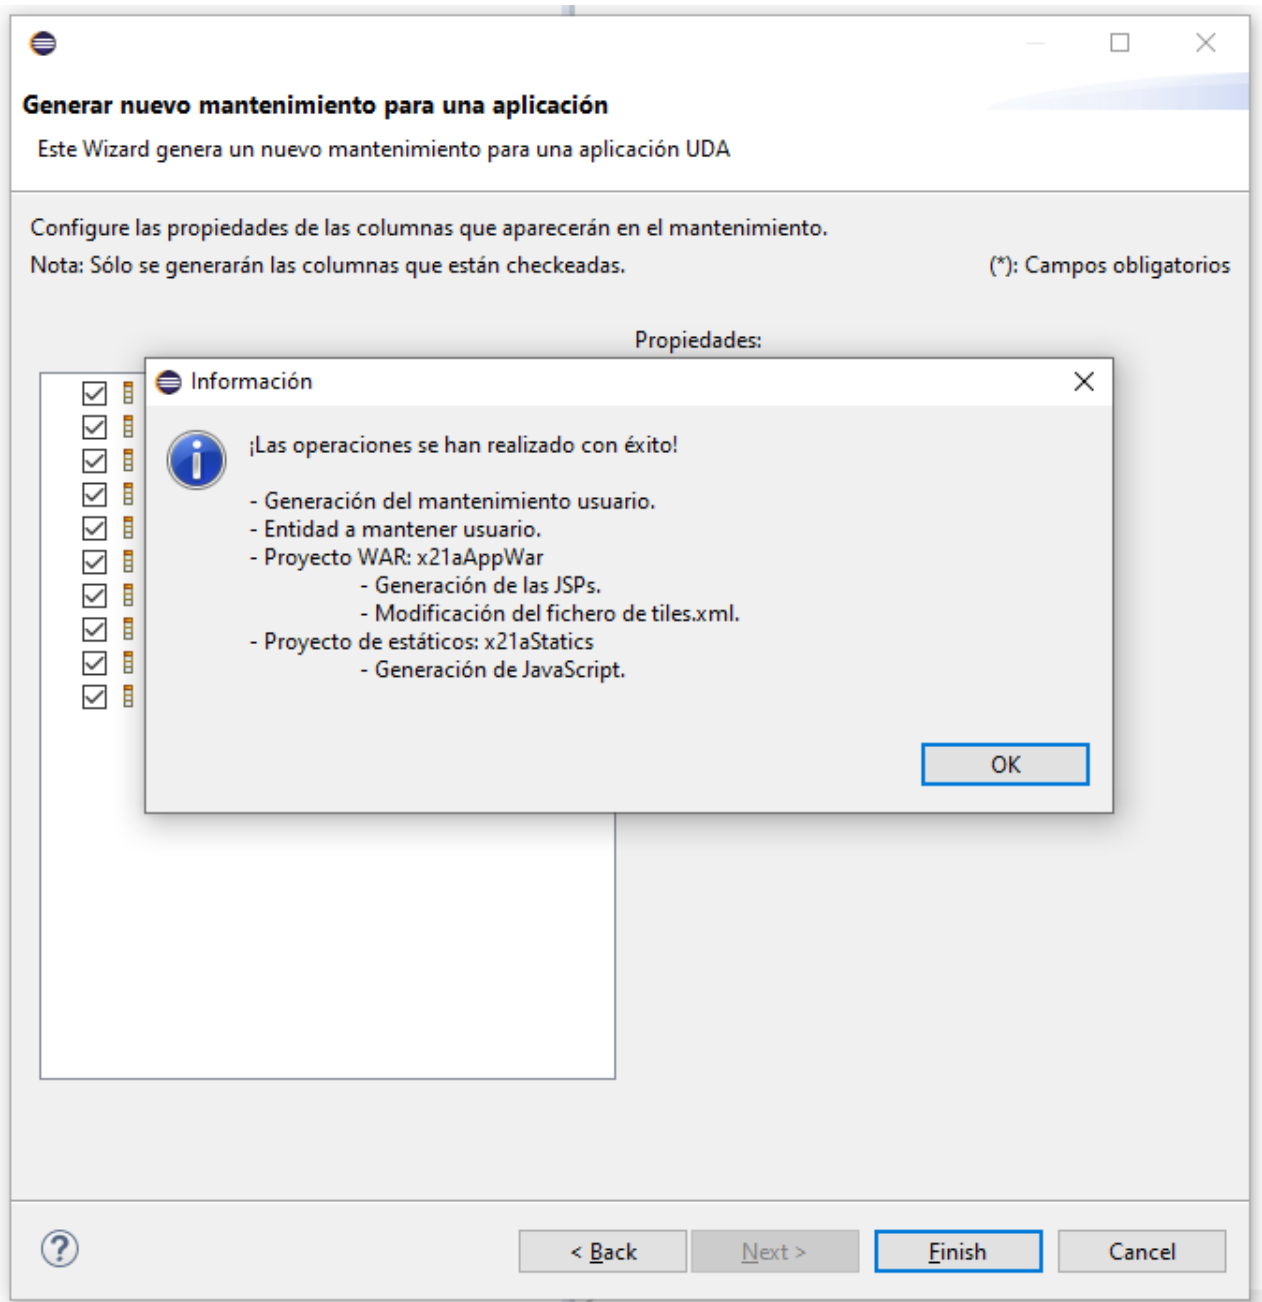 Generar nuevo mantenimiento para una aplicación
Este Wizard genera un nuevo mantenimiento para una aplicación UDA
Configure las propiedades de las columnas que aparecerán en el mantenimiento.
Nota: Sólo se generarán las columnas que están checkeadas.
(*): Campos obligatorios
Propiedades:
Información
¡Las operaciones se han realizado con éxito!
- Generación del mantenimiento usuario.
- Entidad a mantener usuario.
- Proyecto WAR: x21aAppWar
- Generación de las JSPs.
- Modificación del fichero de tiles.xml.
- Proyecto de estáticos: x21aStatics
- Generación de JavaScript.
OK
< Back
Next >
Finish
Cancel